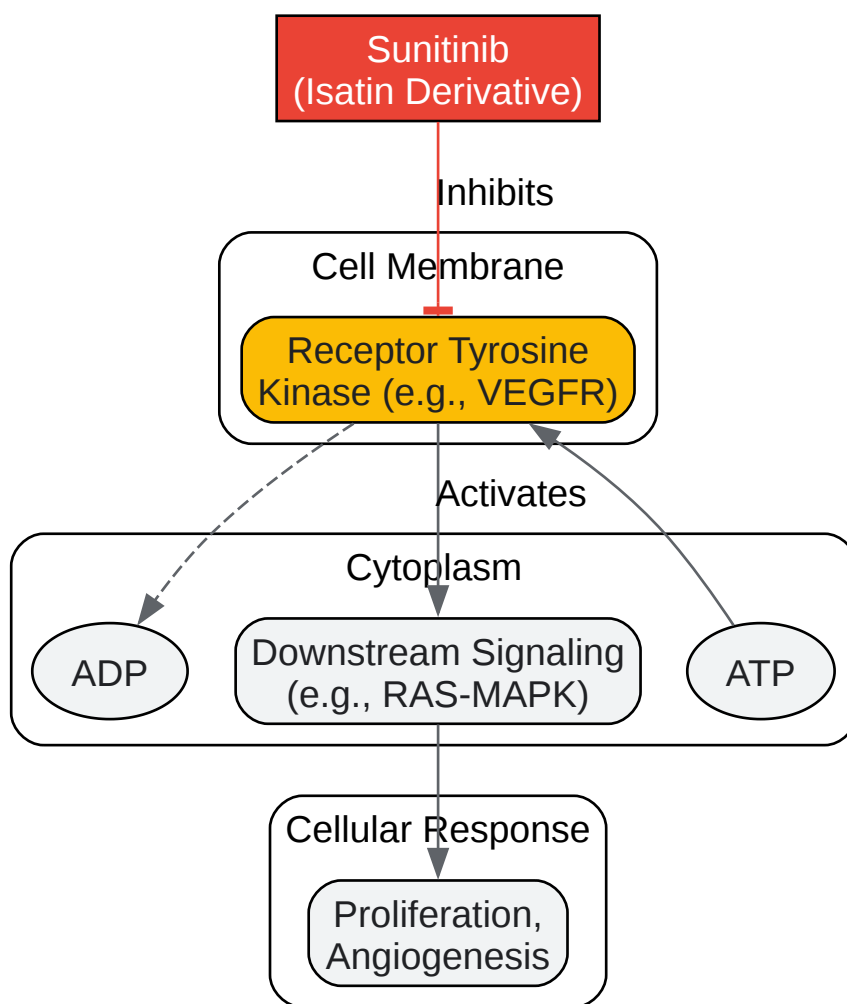 Sunitinib
(Isatin Derivative)
Inhibits
Cell Membrane
Receptor Tyrosine
Kinase (e.g., VEGFR)
Activates
Cytoplasm
ADP
Downstream Signaling
(e.g., RAS-MAPK)
ATP
Cellular Response
Proliferation,
Angiogenesis